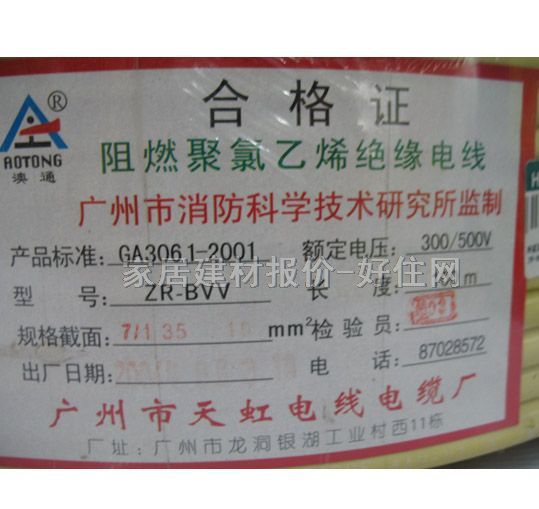 合格证
®
AOTONG
澳通
阻燃聚氯乙烯绝缘电线
广州市消防科学技术研究所监制
产品标准: GA306.1-2001 额定电压: 300/500V
家居建材报价-好住网
型 号: ZR-BVV 长 度: 100 m
规格截面: 7/1.35 10 mm² 检验员:
出厂日期: 电 话: 87028572
广州市天虹电线电缆厂
厂址:广州市龙洞银湖工业村西11栋